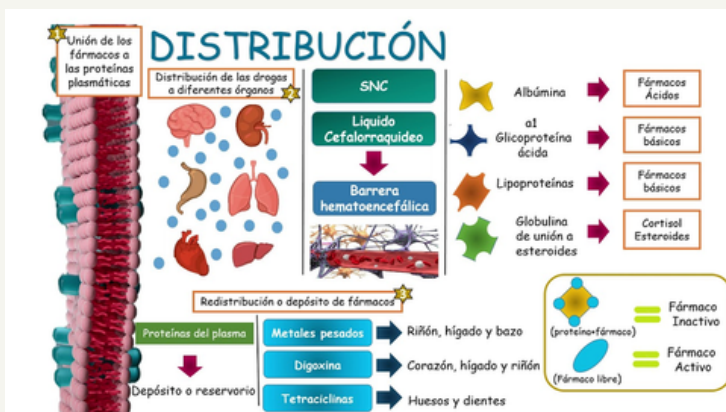 DISTRIBUCIÓN
1
Unión de los
fármacos a
las proteínas
plasmáticas
Distribución de las drogas
a diferentes órganos
2
SNC
Liquido
Cefalorraquideo
Barrera
hematoencefálica
Albúmina
Fármacos
Ácidos
α1
Glicoproteína
ácida
Fármacos
básicos
Lipoproteínas
Fármacos
básicos
Globulina
de unión a
esteroides
Cortisol
Esteroides
Redistribución o depósito de fármacos
3
Proteínas del plasma
Depósito o reservorio
Metales pesados
Riñón, hígado y bazo
Digoxina
Corazón, hígado y riñón
Tetraciclinas
Huesos y dientes
(proteína+fármaco)
Fármaco
Inactivo
(Fármaco libre)
Fármaco
Activo